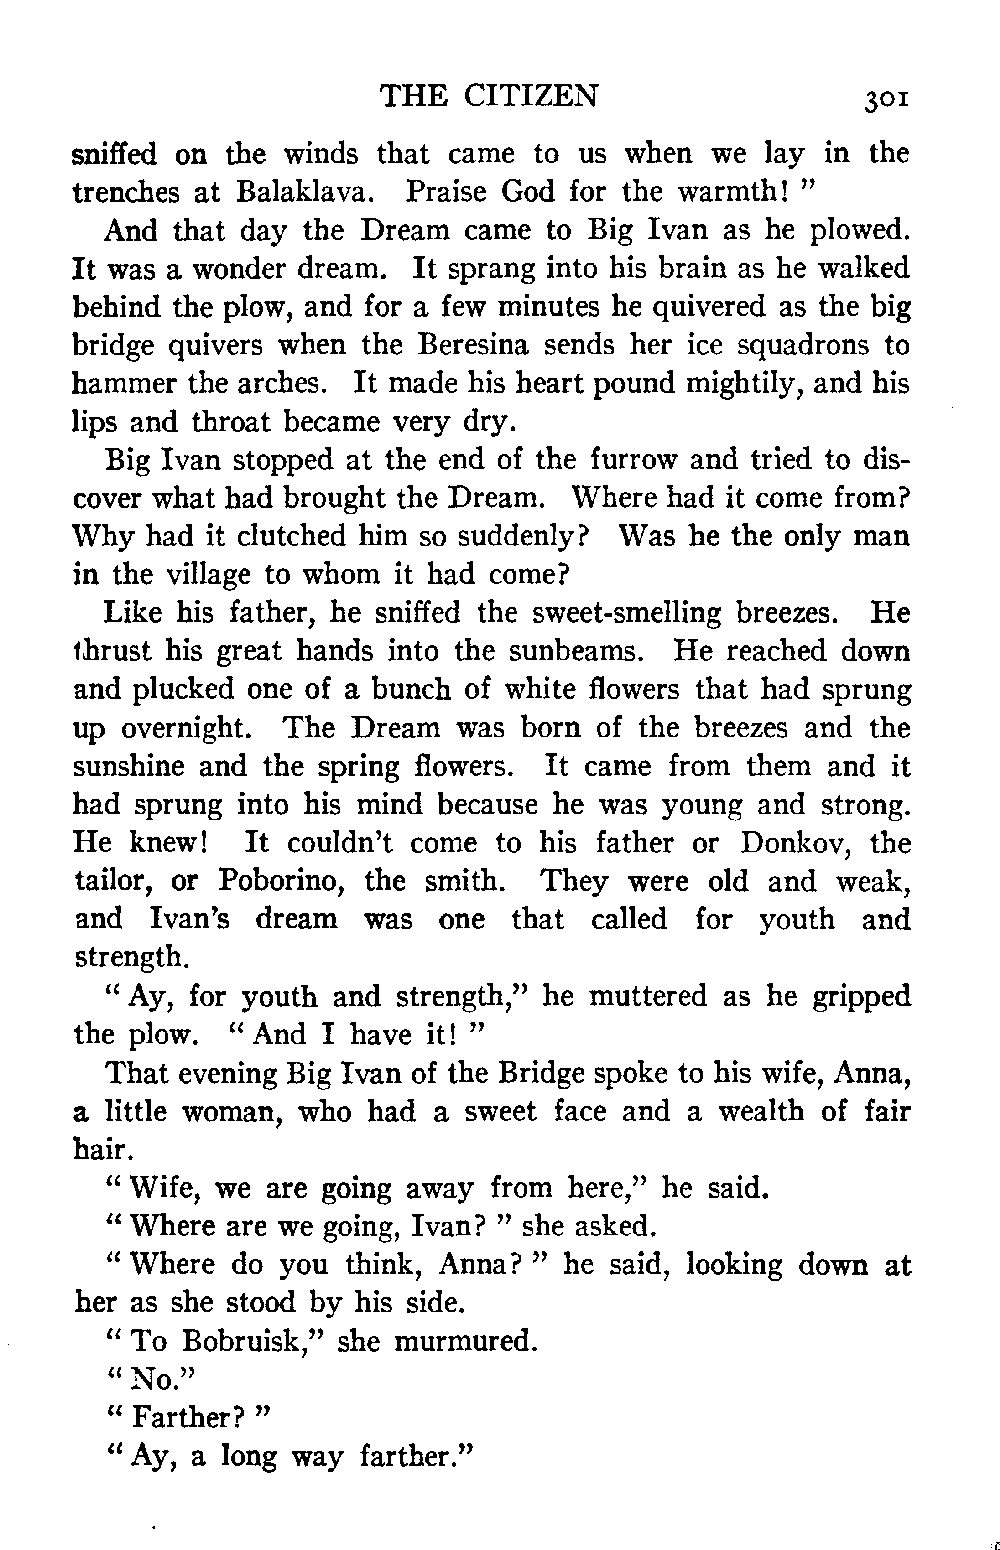 THE CITIZEN 301
sniffed on the winds that came to us when we lay in the
trenches at Balaklava. Praise God for the warmth! ”
And that day the Dream came to Big Ivan as he plowed.
It was a wonder dream. It sprang into his brain as he walked
behind the plow, and for a few minutes he quivered as the big
bridge quivers when the Beresina sends her ice squadrons to
hammer the arches. It made his heart pound mightily, and his
lips and throat became very dry.
Big Ivan stopped at the end of the furrow and tried to dis-
cover what had brought the Dream. Where had it come from?
Why had it clutched him so suddenly? Was he the only man
in the village to whom it had come?
Like his father, he sniffed the sweet-smelling breezes. He
thrust his great hands into the sunbeams. He reached down
and plucked one of a bunch of white flowers that had sprung
up overnight. The Dream was born of the breezes and the
sunshine and the spring flowers. It came from them and it
had sprung into his mind because he was young and strong.
He knew! It couldn’t come to his father or Donkov, the
tailor, or Poborino, the smith. They were old and weak,
and Ivan’s dream was one that called for youth and
strength.
“ Ay, for youth and strength,” he muttered as he gripped
the plow. “ And I have it! ”
That evening Big Ivan of the Bridge spoke to his wife, Anna,
a little woman, who had a sweet face and a wealth of fair
hair.
“ Wife, we are going away from here,” he said.
“ Where are we going, Ivan? ” she asked.
“ Where do you think, Anna? ” he said, looking down at
her as she stood by his side.
“ To Bobruisk,” she murmured.
“ No.”
“ Farther? ”
“ Ay, a long way farther.”